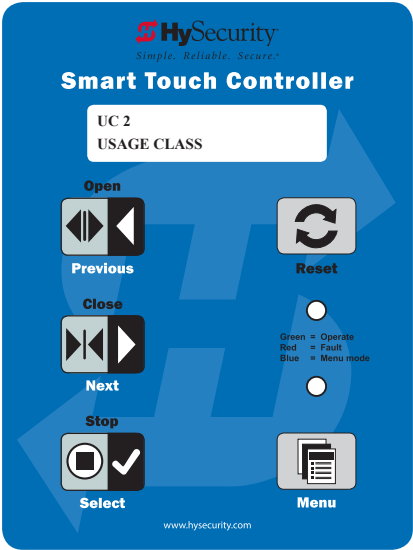 HySecurity
Simple. Reliable. Secure.
Smart Touch Controller
UC 2
USAGE CLASS
Open
Previous
Reset
Close
Next
Green = Operate
Red = Fault
Blue = Menu mode
Stop
Select
Menu
www.hysecurity.com